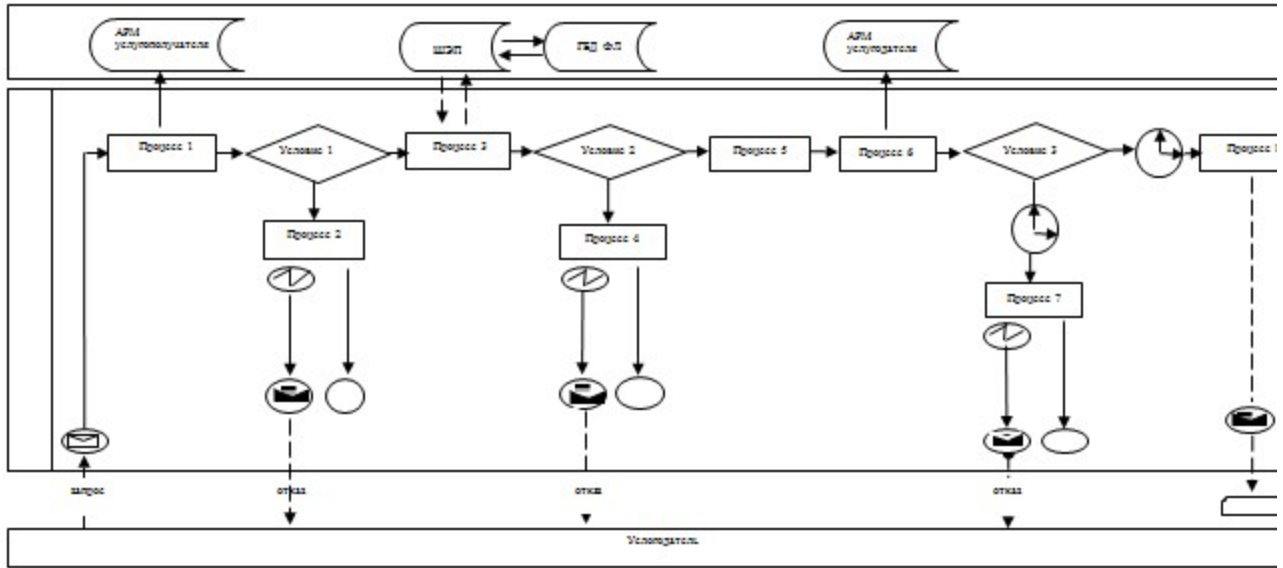 АРМ
услугополучателя
ШЭП
ГБД ФЛ
АРМ
услугодателя
Процесс 1
Условие 1
Процесс 3
Условие 2
Процесс 5
Процесс 6
Условие 3
Процесс
Процесс 2
Процесс 4
Процесс 7
запрос
отказ
отказ
отказ